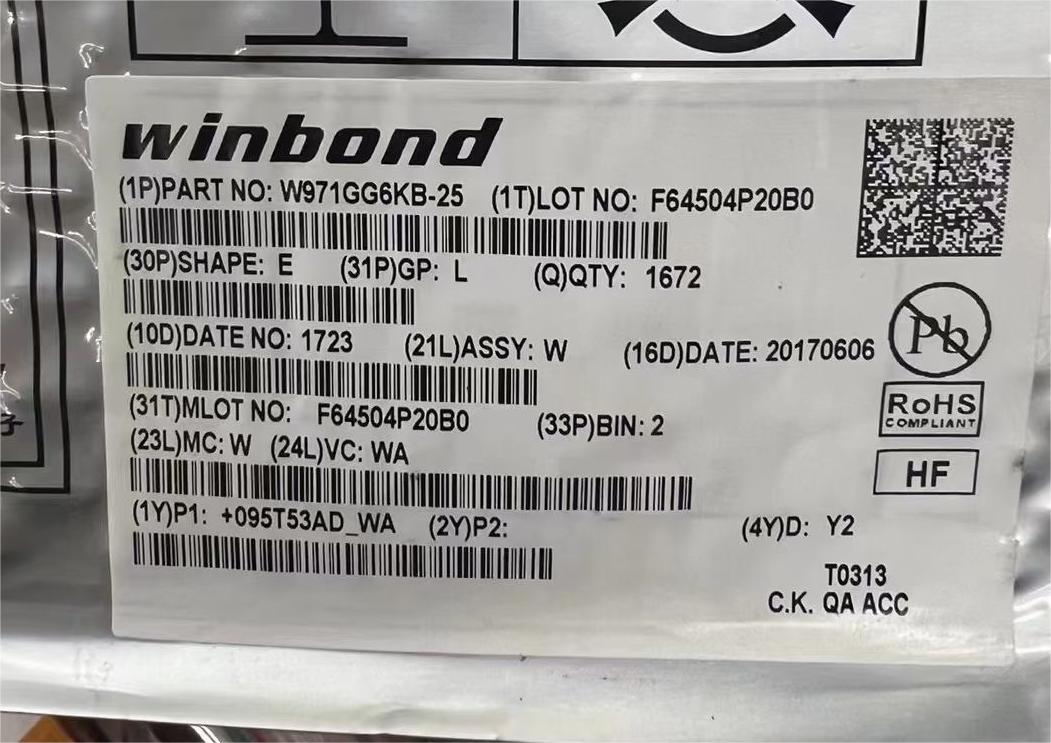 winbond
(1P)PART NO: W971GG6KB-25 (1T)LOT NO: F64504P20B0
(30P)SHAPE: E (31P)GP: L (Q)QTY: 1672
(10D)DATE NO: 1723 (21L)ASSY: W (16D)DATE: 20170606
Pb
(31T)MLOT NO: F64504P20B0 (33P)BIN: 2
RoHS
COMPLIANT
(23L)MC: W (24L)VC: WA
HF
(1Y)P1: +095T53AD_WA (2Y)P2: (4Y)D: Y2
T0313
C.K. QA ACC
子